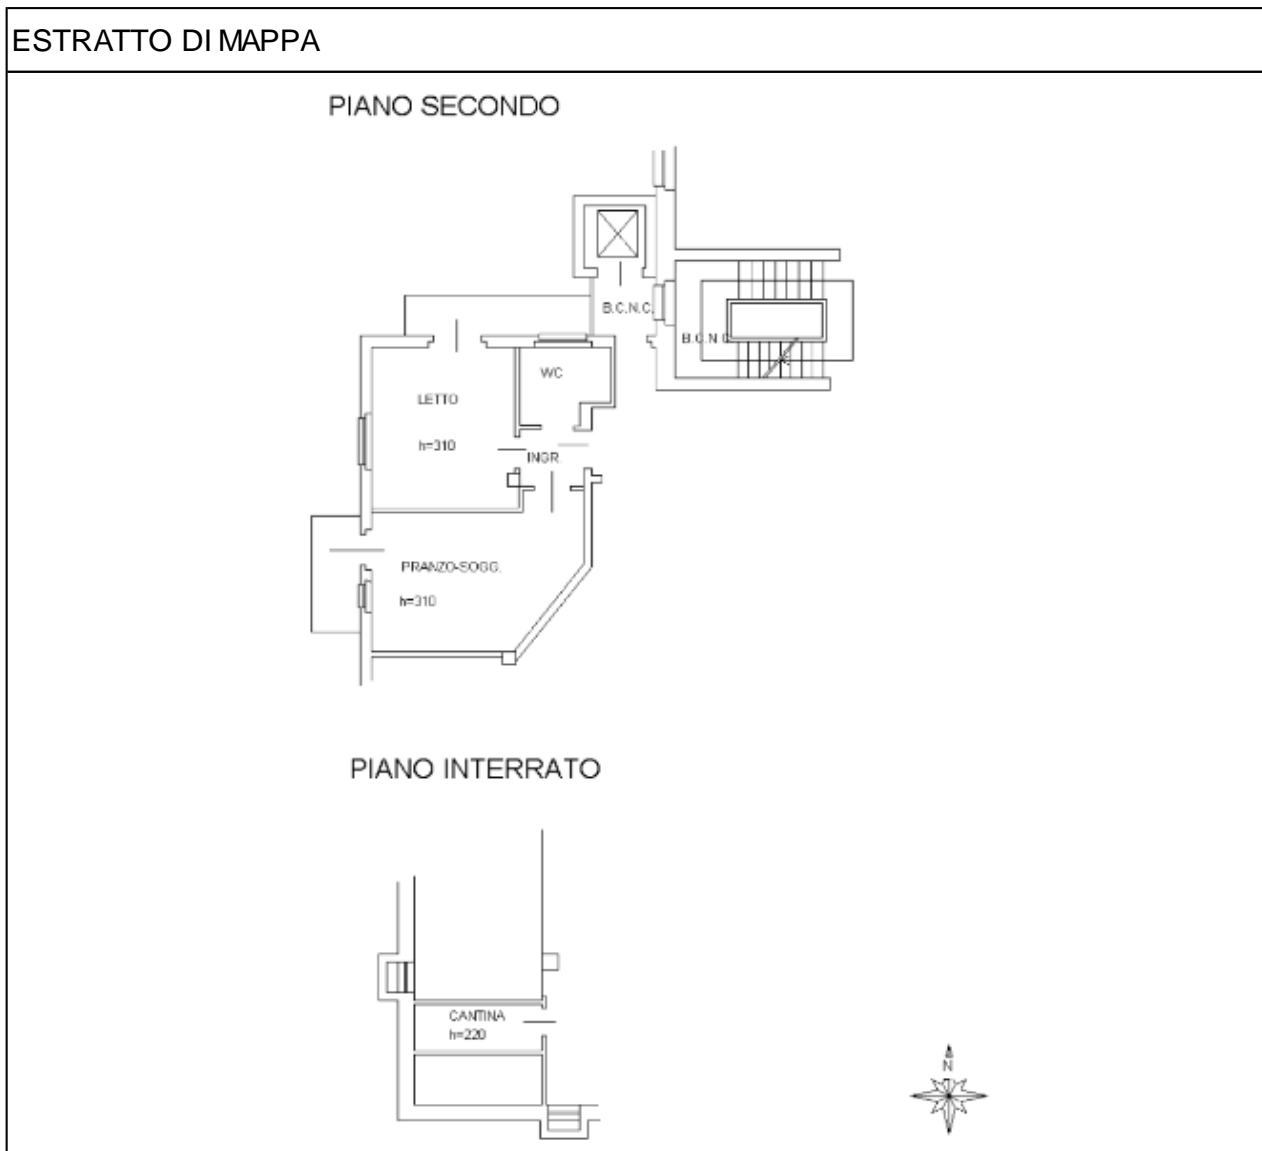 ESTRATTO DI MAPPA
PIANO SECONDO
B.C.N.C.
B.C.N.C.
WC
LETTO
h=310
INGR.
PRANZO-SOGG.
h=310
PIANO INTERRATO
CANTINA
h=220
N